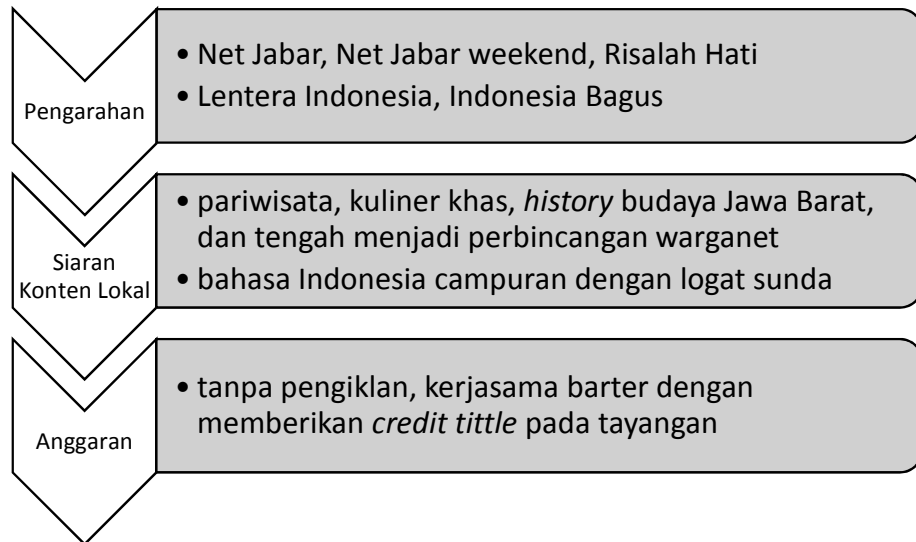 Pengarahan
• Net Jabar, Net Jabar weekend, Risalah Hati
• Lentera Indonesia, Indonesia Bagus
Siaran
Konten Lokal
• pariwisata, kuliner khas, history budaya Jawa Barat,
dan tengah menjadi perbincangan warganet
• bahasa Indonesia campuran dengan logat sunda
Anggaran
• tanpa pengiklan, kerjasama barter dengan
memberikan credit tittle pada tayangan